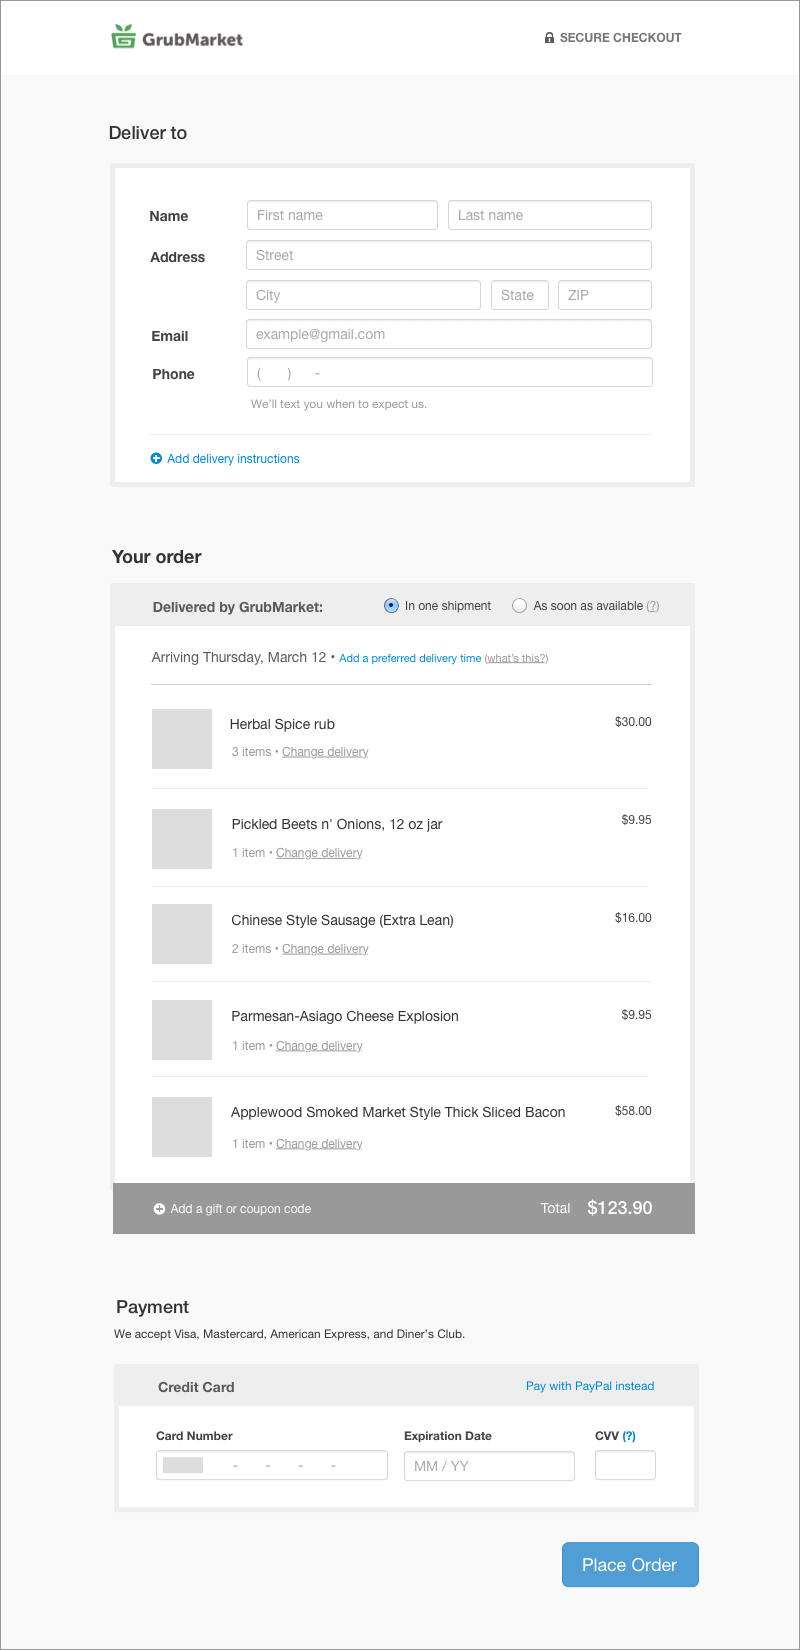 GrubMarket
SECURE CHECKOUT
Deliver to
Name First name Last name
Address Street
City State ZIP
Email example@gmail.com
Phone ( ) -
We'll text you when to expect us.
Add delivery instructions
Your order
Delivered by GrubMarket: In one shipment As soon as available (?)
Arriving Thursday, March 12 • Add a preferred delivery time (what's this?)
Herbal Spice rub $30.00
3 items • Change delivery
Pickled Beets n' Onions, 12 oz jar $9.95
1 item • Change delivery
Chinese Style Sausage (Extra Lean) $16.00
2 items • Change delivery
Parmesan-Asiago Cheese Explosion $9.95
1 item • Change delivery
Applewood Smoked Market Style Thick Sliced Bacon $58.00
1 item • Change delivery
Add a gift or coupon code Total $123.90
Payment
We accept Visa, Mastercard, American Express, and Diner's Club.
Credit Card Pay with PayPal instead
Card Number Expiration Date CVV (?)
- - - - MM / YY
Place Order